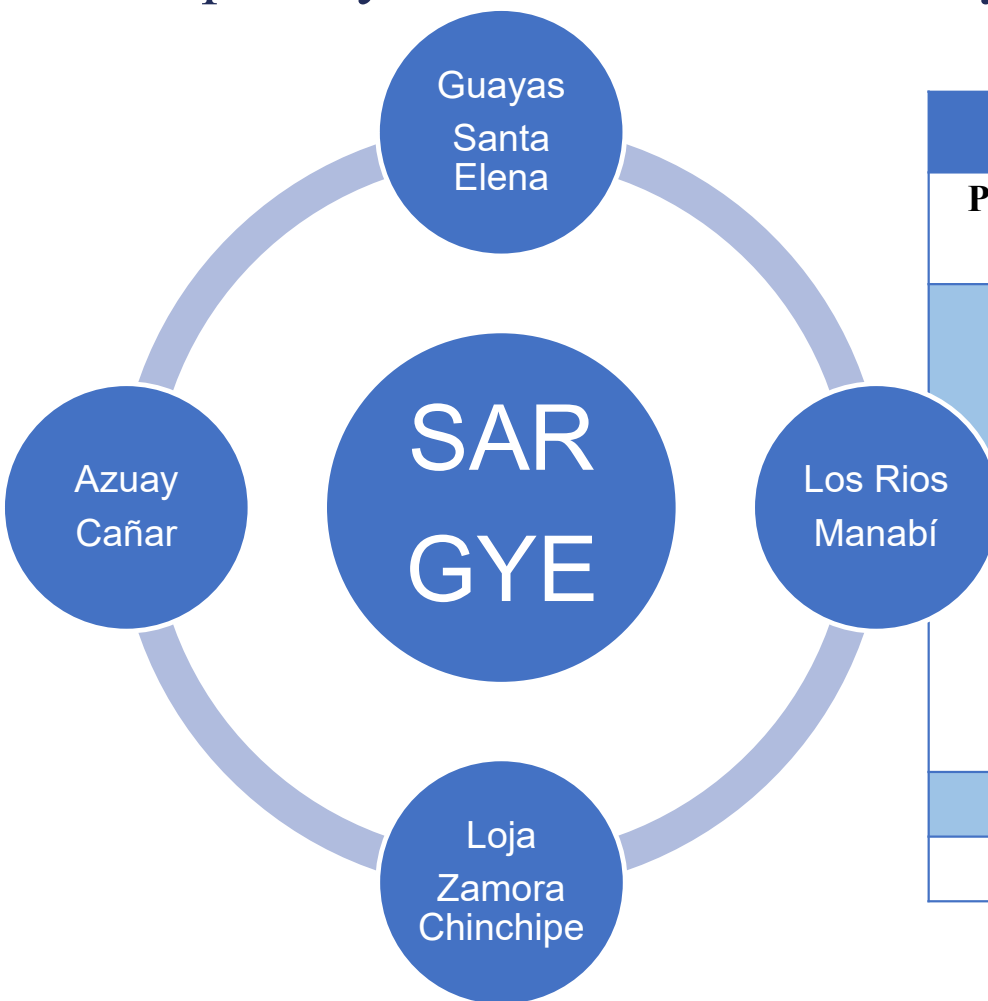 Guayas
Santa
Elena
P
SAR
GYE
Azuay
Cañar
Los Rios
Manabí
Loja
Zamora
Chinchipe